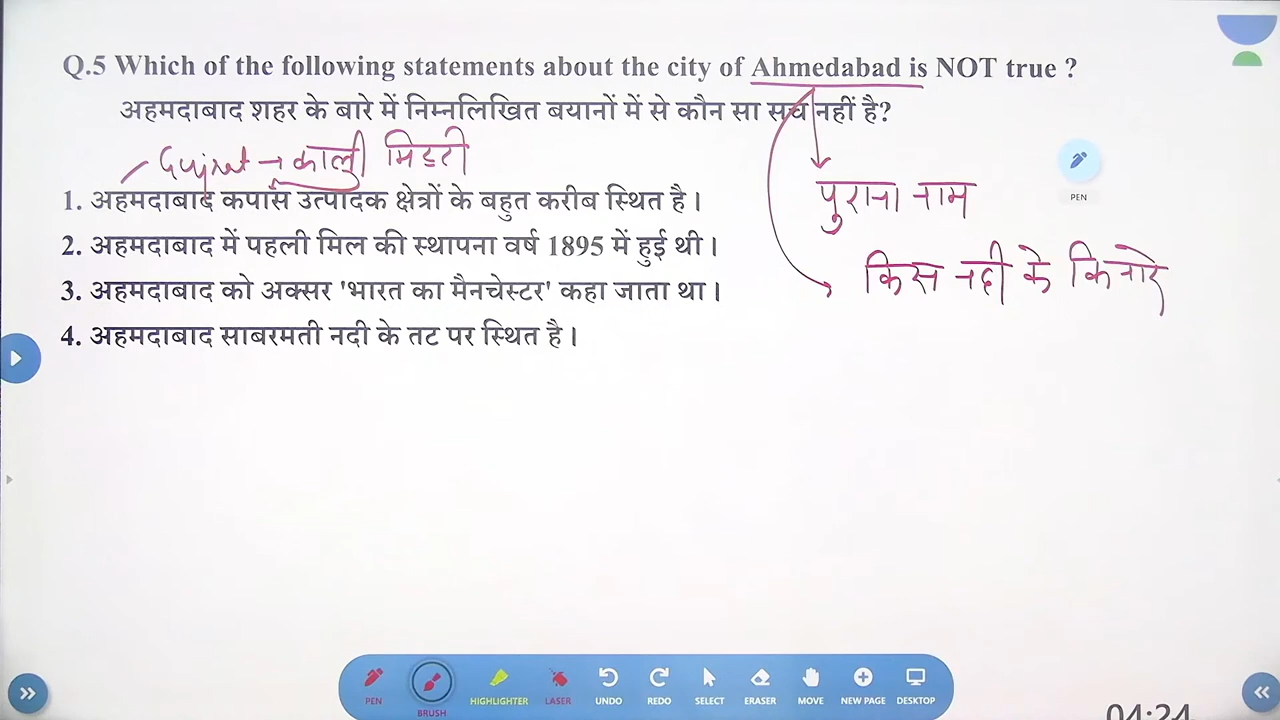 Q.5 Which of the following statements about the city of Ahmedabad is NOT true ?
अहमदाबाद शहर के बारे में निम्नलिखित बयानों में से कौन सा सच नहीं है?
Gujrat → काली मिट्टी
1. अहमदाबाद कपास उत्पादक क्षेत्रों के बहुत करीब स्थित है।
2. अहमदाबाद में पहली मिल की स्थापना वर्ष 1895 में हुई थी।
3. अहमदाबाद को अक्सर 'भारत का मैनचेस्टर' कहा जाता था।
4. अहमदाबाद साबरमती नदी के तट पर स्थित है।
पुराना नाम
किस नदी के किनारे
PEN
PEN
BRUSH
HIGHLIGHTER
LASER
UNDO
REDO
SELECT
ERASER
MOVE
NEW PAGE
DESKTOP
04:24